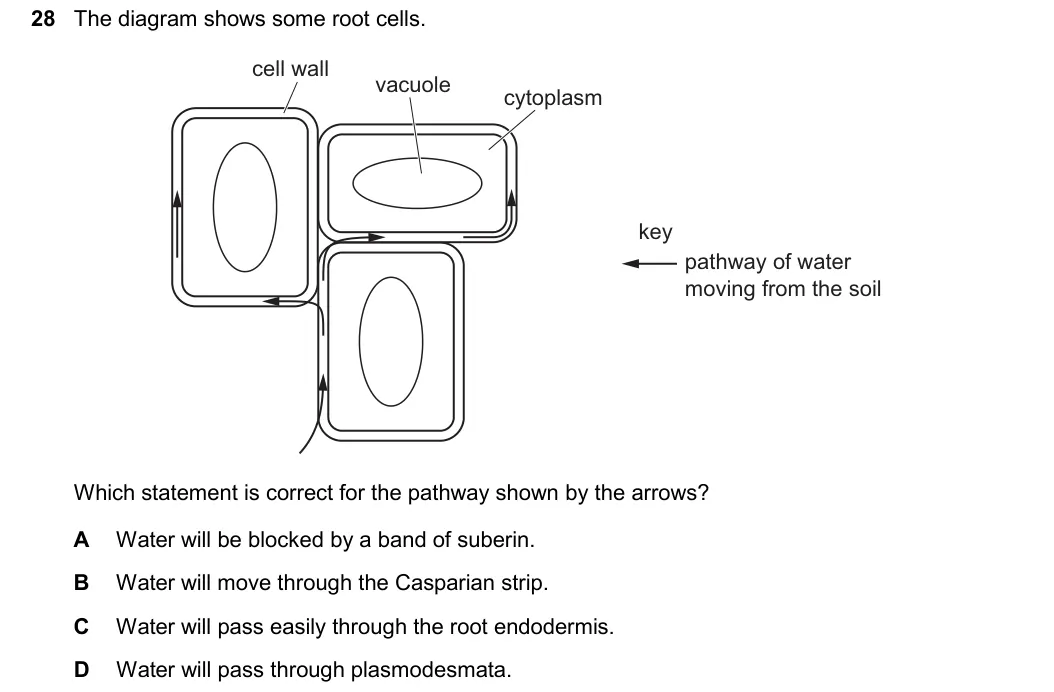 28 The diagram shows some root cells.
cell wall
vacuole
cytoplasm
key
pathway of water
moving from the soil
Which statement is correct for the pathway shown by the arrows?
A Water will be blocked by a band of suberin.
B Water will move through the Casparian strip.
C Water will pass easily through the root endodermis.
D Water will pass through plasmodesmata.